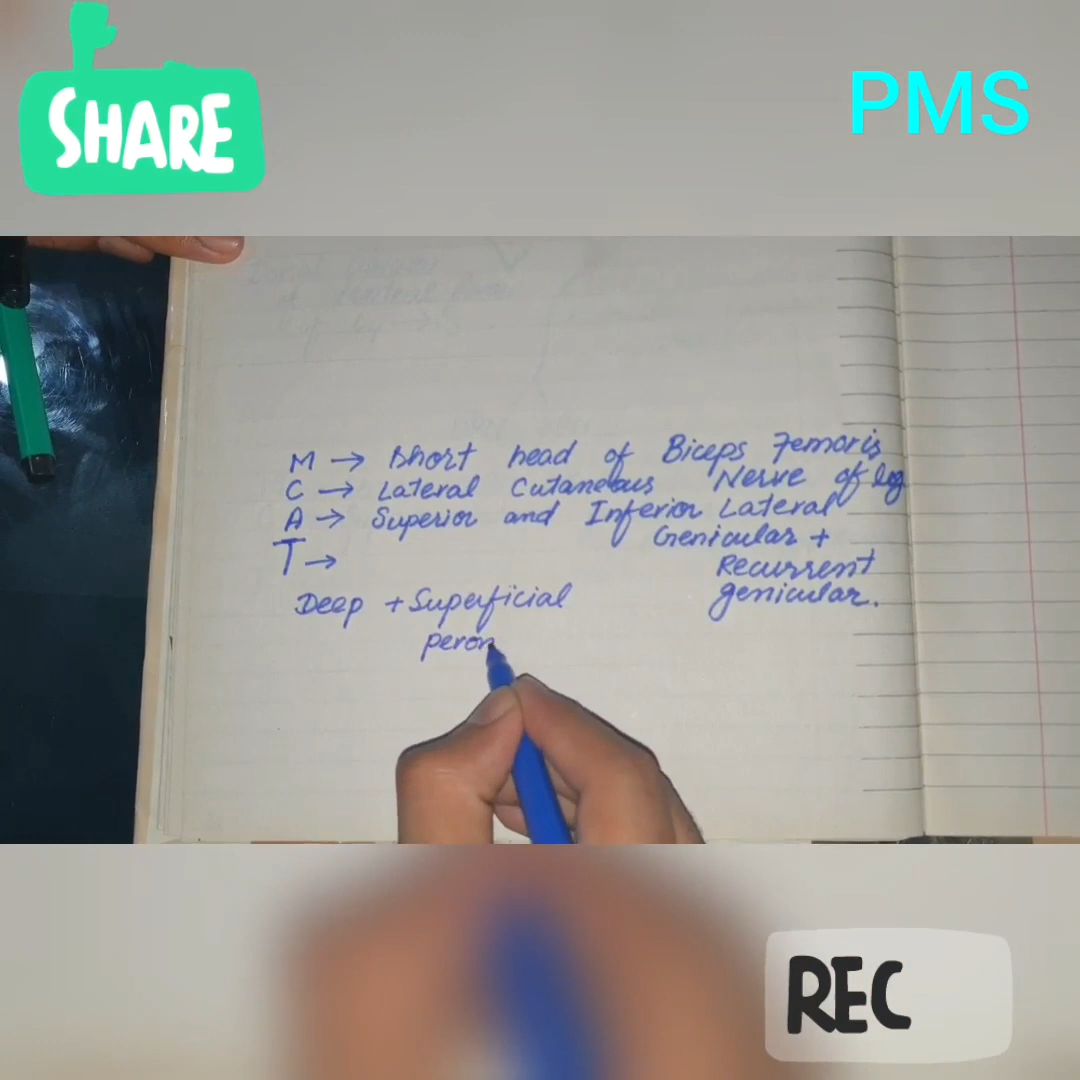 SHARE
PMS
M → Short head of Biceps Femoris
C → Lateral Cutaneous Nerve of leg
A → Superior and Inferior Lateral
Genicular +
T →
Recurrent
genicular.
Deep + Superficial
peron
REC